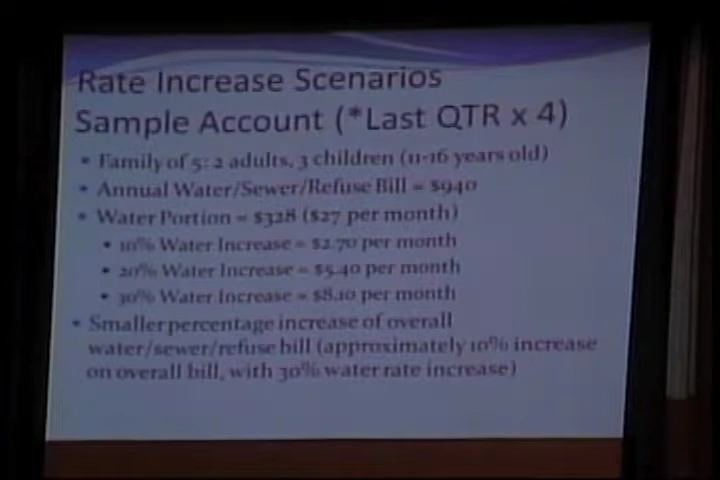 Rate Increase Scenarios
Sample Account (*Last QTR x 4)
• Family of 5: 2 adults, 3 children (11-16 years old)
• Annual Water/Sewer/Refuse Bill = $940
• Water Portion = $328 ($27 per month)
• 10% Water Increase = $2.70 per month
• 20% Water Increase = $5.40 per month
• 30% Water Increase = $8.10 per month
• Smaller percentage increase of overall
water/sewer/refuse bill (approximately 10% increase
on overall bill, with 30% water rate increase)